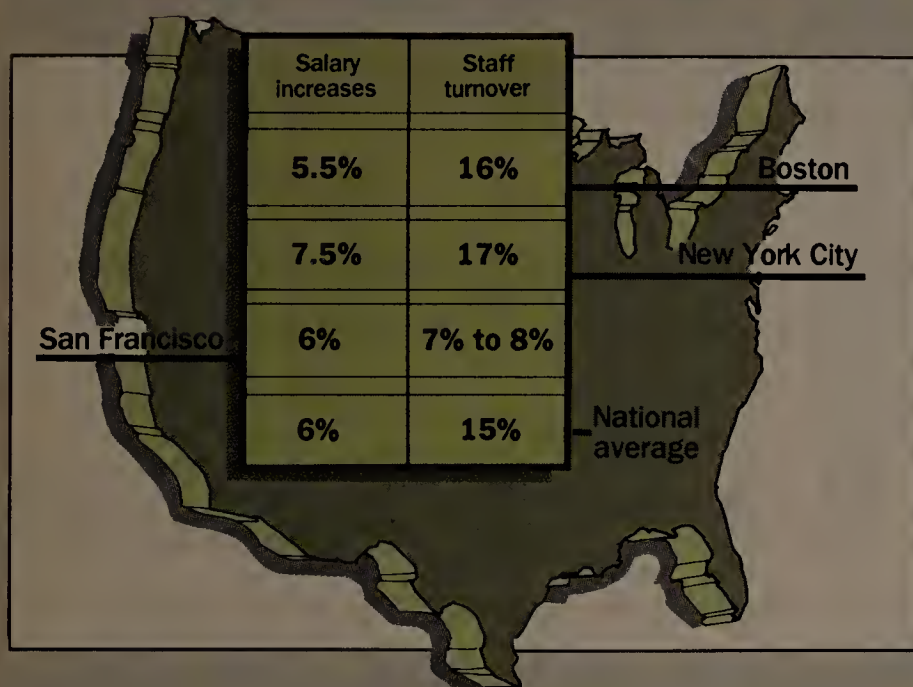 Salary increases
Staff turnover
5.5%
16%
Boston
7.5%
17%
New York City
San Francisco
6%
7% to 8%
6%
15%
National
average